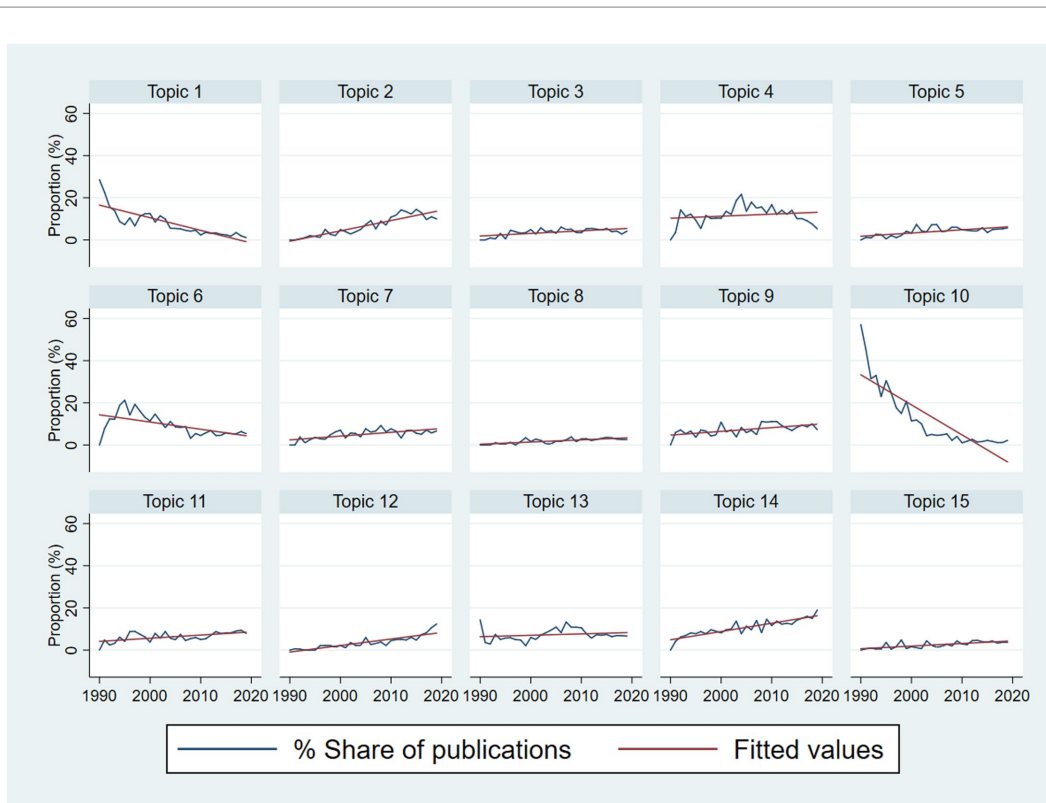 Topic 1 Topic 2 Topic 3 Topic 4 Topic 5
Proportion (%)
60
40
20
0
Topic 6 Topic 7 Topic 8 Topic 9 Topic 10
Proportion (%)
60
40
20
0
Topic 11 Topic 12 Topic 13 Topic 14 Topic 15
Proportion (%)
60
40
20
0
1990 2000 2010 2020 1990 2000 2010 2020 1990 2000 2010 2020 1990 2000 2010 2020 1990 2000 2010 2020
% Share of publications Fitted values